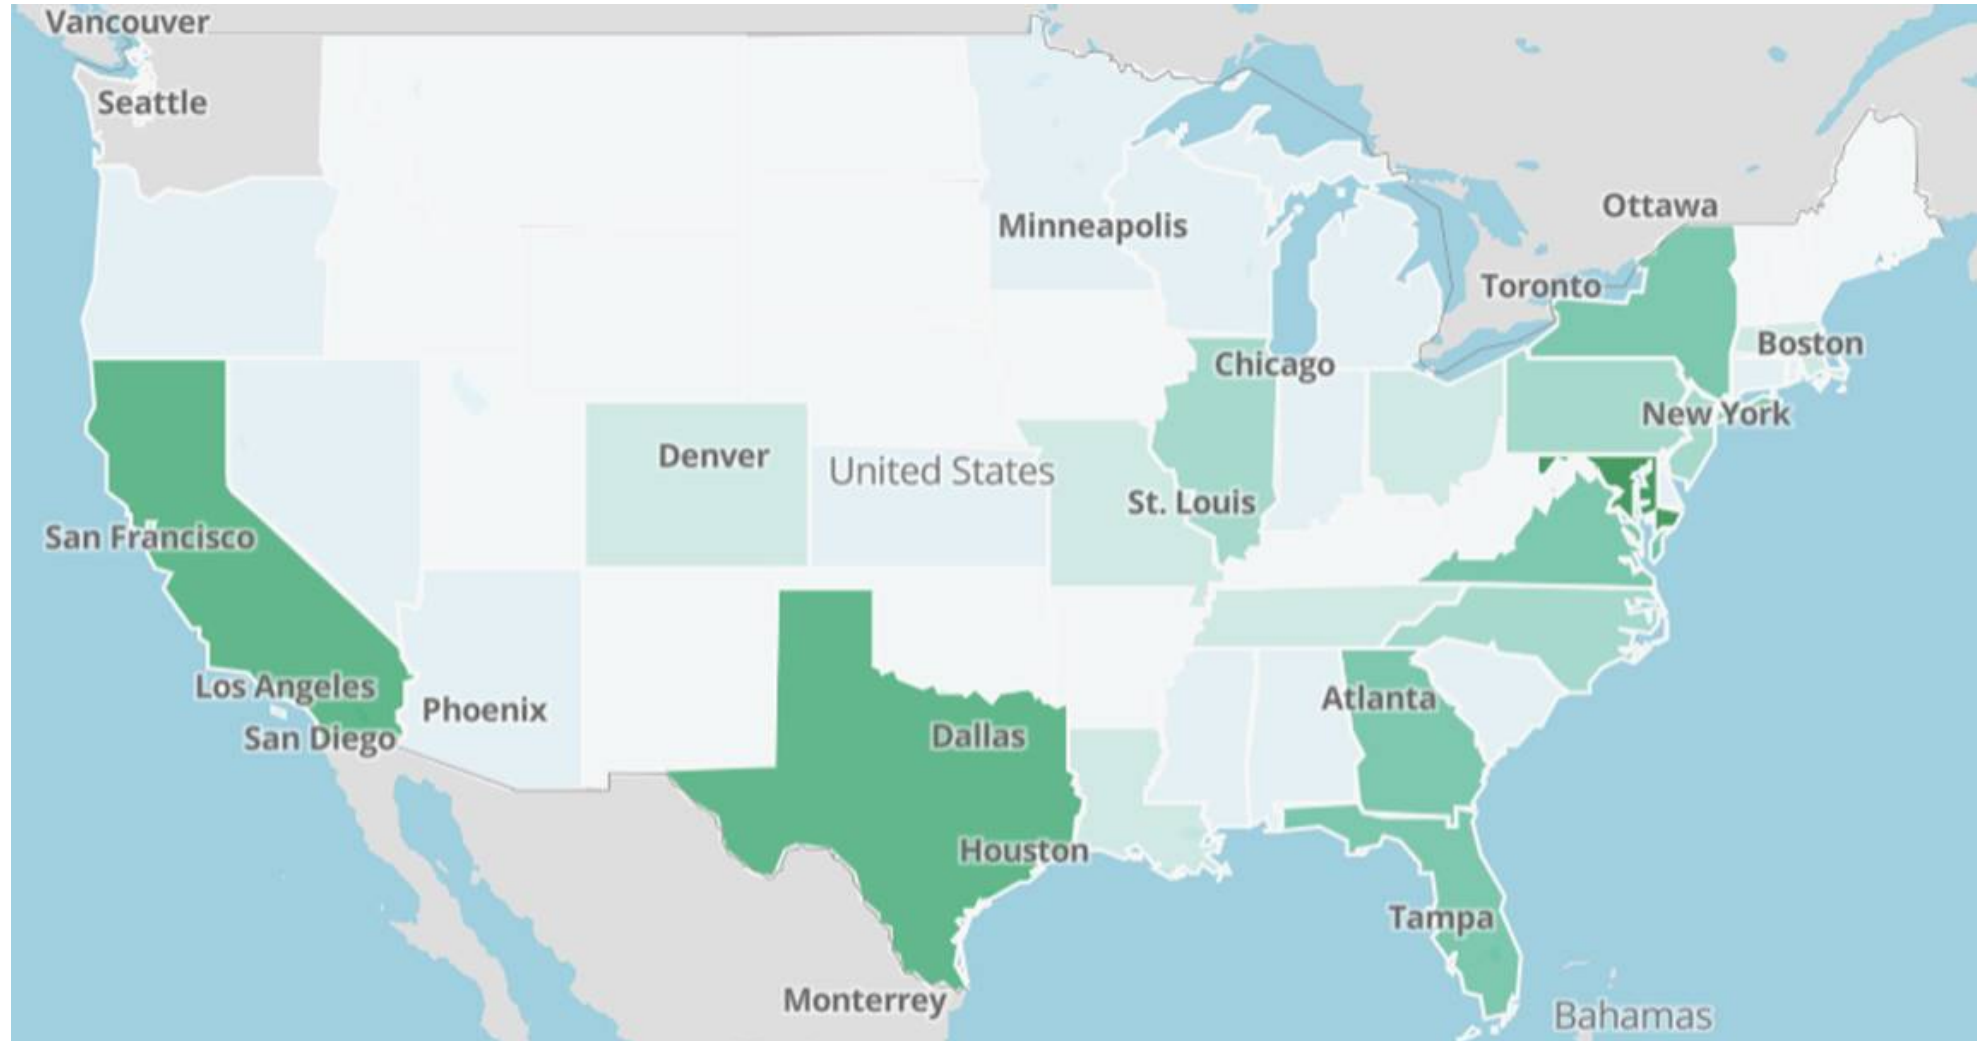 Vancouver
Seattle
Ottawa
Minneapolis
Toronto
Boston
Chicago
New York
Denver
United States
St. Louis
San Francisco
Los Angeles
Atlanta
Phoenix
Dallas
San Diego
Houston
Tampa
Monterrey
Bahamas